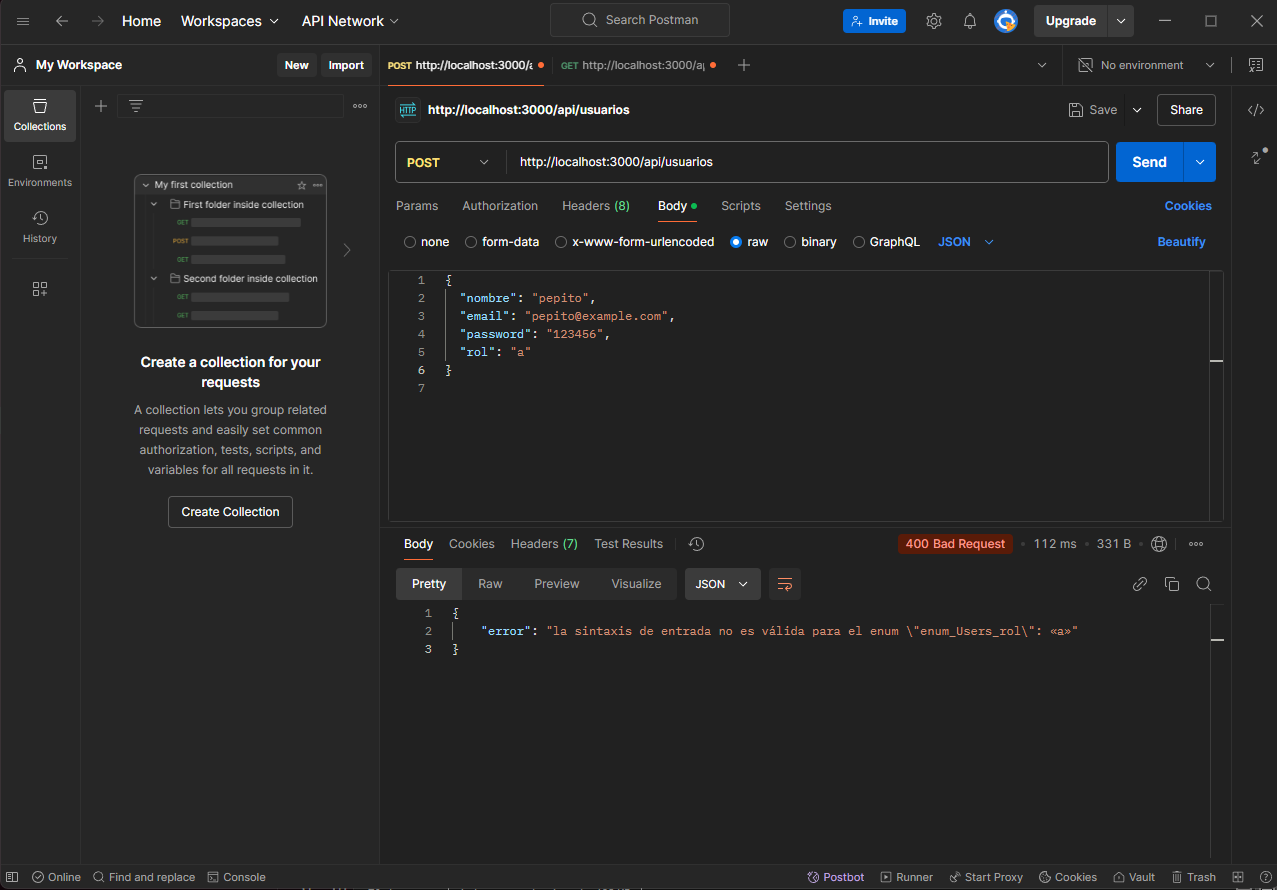 Home Workspaces API Network Search Postman Invite Upgrade
My Workspace New Import POST http://localhost:3000/a GET http://localhost:3000/ap No environment
Collections
Environments
History
My first collection
First folder inside collection
GET
POST
GET
Second folder inside collection
GET
GET
Create a collection for your
requests
A collection lets you group related
requests and easily set common
authorization, tests, scripts, and
variables for all requests in it.
Create Collection
HTTP http://localhost:3000/api/usuarios Save Share
POST http://localhost:3000/api/usuarios Send
Params Authorization Headers (8) Body Scripts Settings Cookies
none form-data x-www-form-urlencoded raw binary GraphQL JSON Beautify
1 {
2 "nombre": "pepito",
3 "email": "pepito@example.com",
4 "password": "123456",
5 "rol": "a"
6 }
7
Body Cookies Headers (7) Test Results 400 Bad Request 112 ms 331 B
Pretty Raw Preview Visualize JSON
1 {
2 "error": "la sintaxis de entrada no es válida para el enum \"enum_Users_rol\": «a»"
3 }
Online Find and replace Console Postbot Runner Start Proxy Cookies Vault Trash